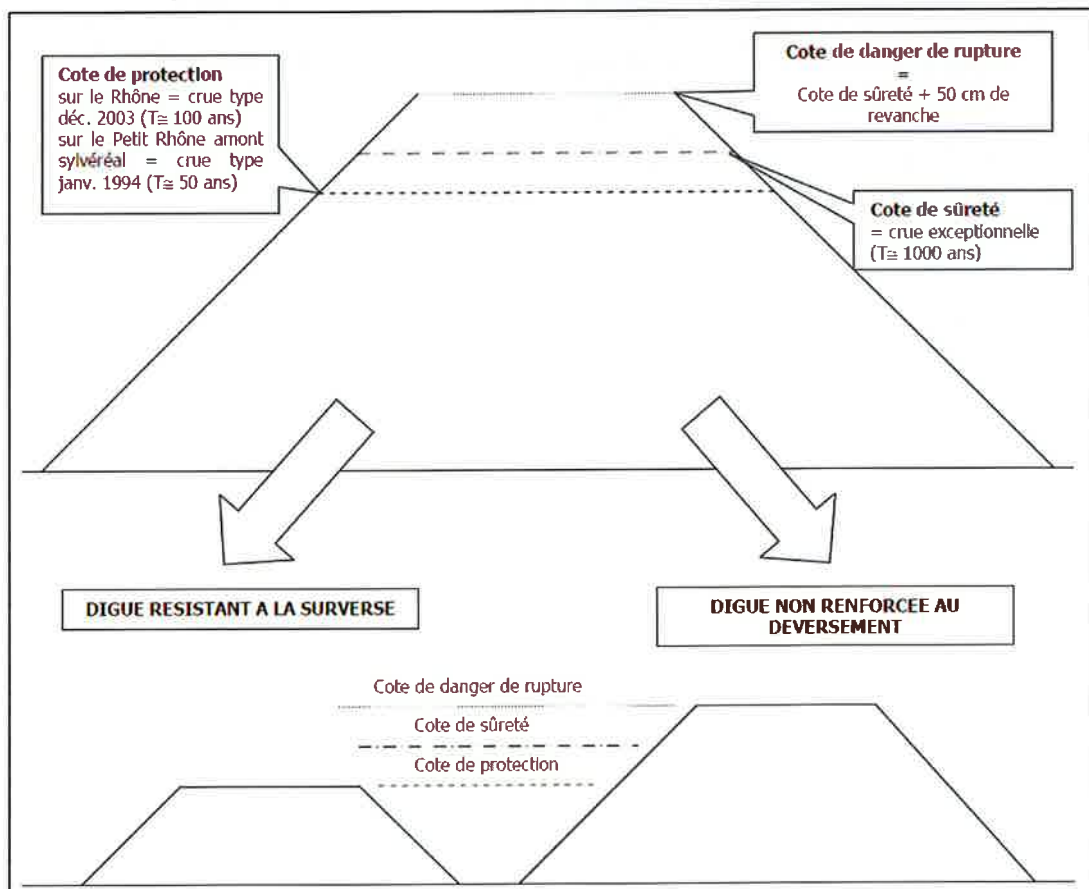 Cote de protection
sur le Rhône = crue type
déc. 2003 (T≅ 100 ans)
sur le Petit Rhône amont
sylvéréal = crue type
janv. 1994 (T≅ 50 ans)
Cote de danger de rupture
=
Cote de sûreté + 50 cm de
revanche
Cote de sûreté
= crue exceptionnelle
(T≅ 1000 ans)
DIGUE RESISTANT A LA SURVERSE
DIGUE NON RENFORCEE AU
DEVERSEMENT
Cote de danger de rupture
Cote de sûreté
Cote de protection